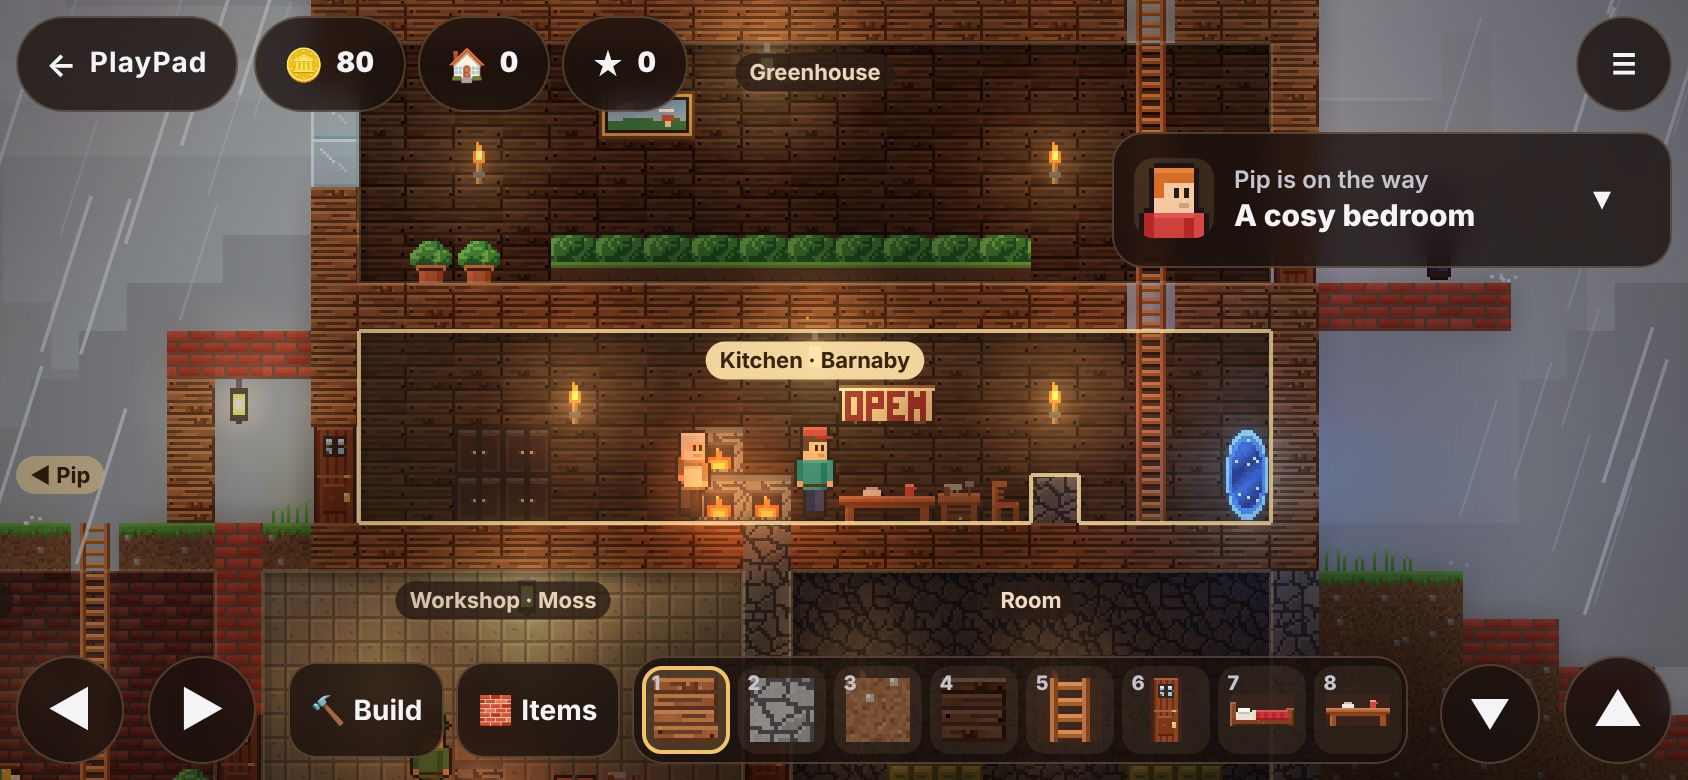 PlayPad
80
0
0
Greenhouse
Pip is on the way
A cosy bedroom
Kitchen · Barnaby
OPEN
Pip
Workshop · Moss
Room
Build
Items
1
2
3
4
5
6
7
8